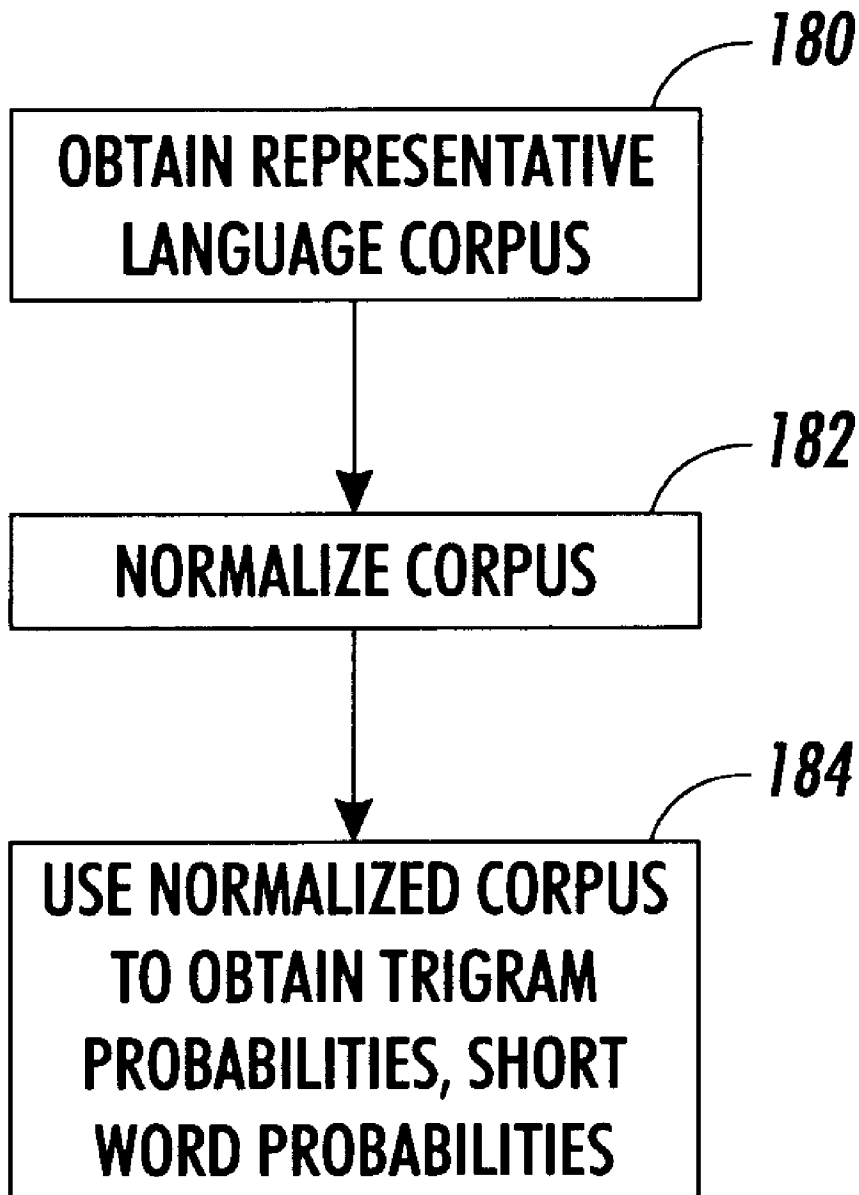 180
OBTAIN REPRESENTATIVE
LANGUAGE CORPUS
182
NORMALIZE CORPUS
184
USE NORMALIZED CORPUS
TO OBTAIN TRIGRAM
PROBABILITIES, SHORT
WORD PROBABILITIES